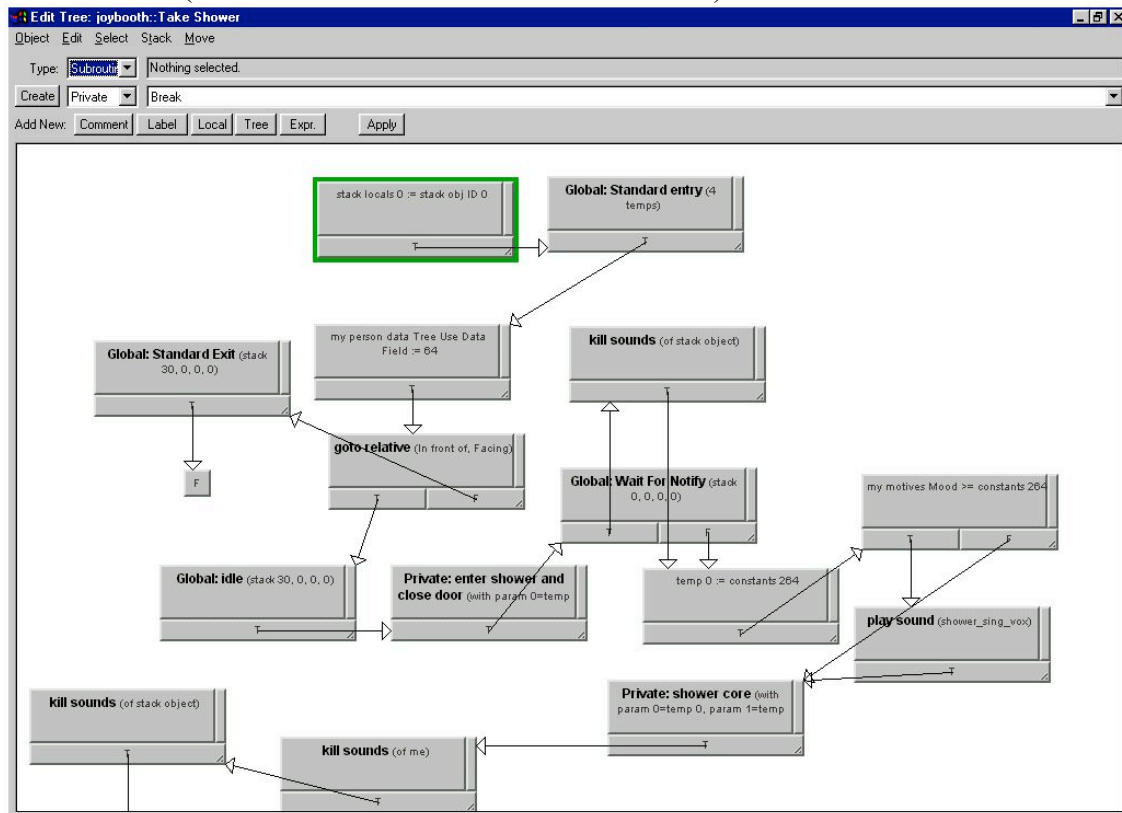 Edit Tree: joybooth::Take Shower
Object Edit Select Stack Move
Type: Subroutin Nothing selected.
Create Private Break
Add New: Comment Label Local Tree Expr. Apply
stack locals 0 := stack obj ID 0
T
Global: Standard entry (4
temps)
T
my person data Tree Use Data
Field := 64
T
kill sounds (of stack object)
T
Global: Standard Exit (stack
30, 0, 0, 0)
T
F
goto relative (In front of, Facing)
T F
Global: Wait For Notify (stack
0, 0, 0, 0)
T F
my motives Mood >= constants 264
T F
Global: idle (stack 30, 0, 0, 0)
T
Private: enter shower and
close door (with param 0=temp
T
temp 0 := constants 264
T
play sound (shower_sing_vox)
T
Private: shower core (with
param 0=temp 0, param 1=temp
T
kill sounds (of stack object)
T
kill sounds (of me)
T